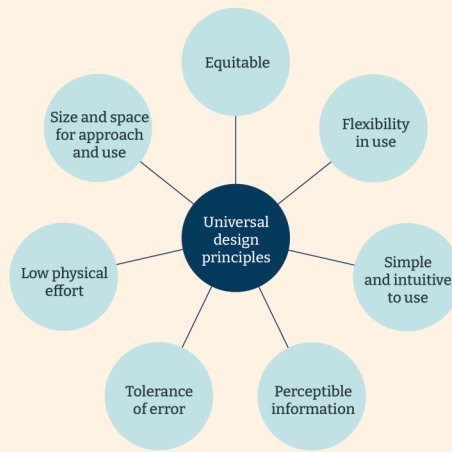 Equitable
Flexibility
in use
Simple
and intuitive
to use
Perceptible
information
Tolerance
of error
Low physical
effort
Size and space
for approach
and use
Universal
design
principles